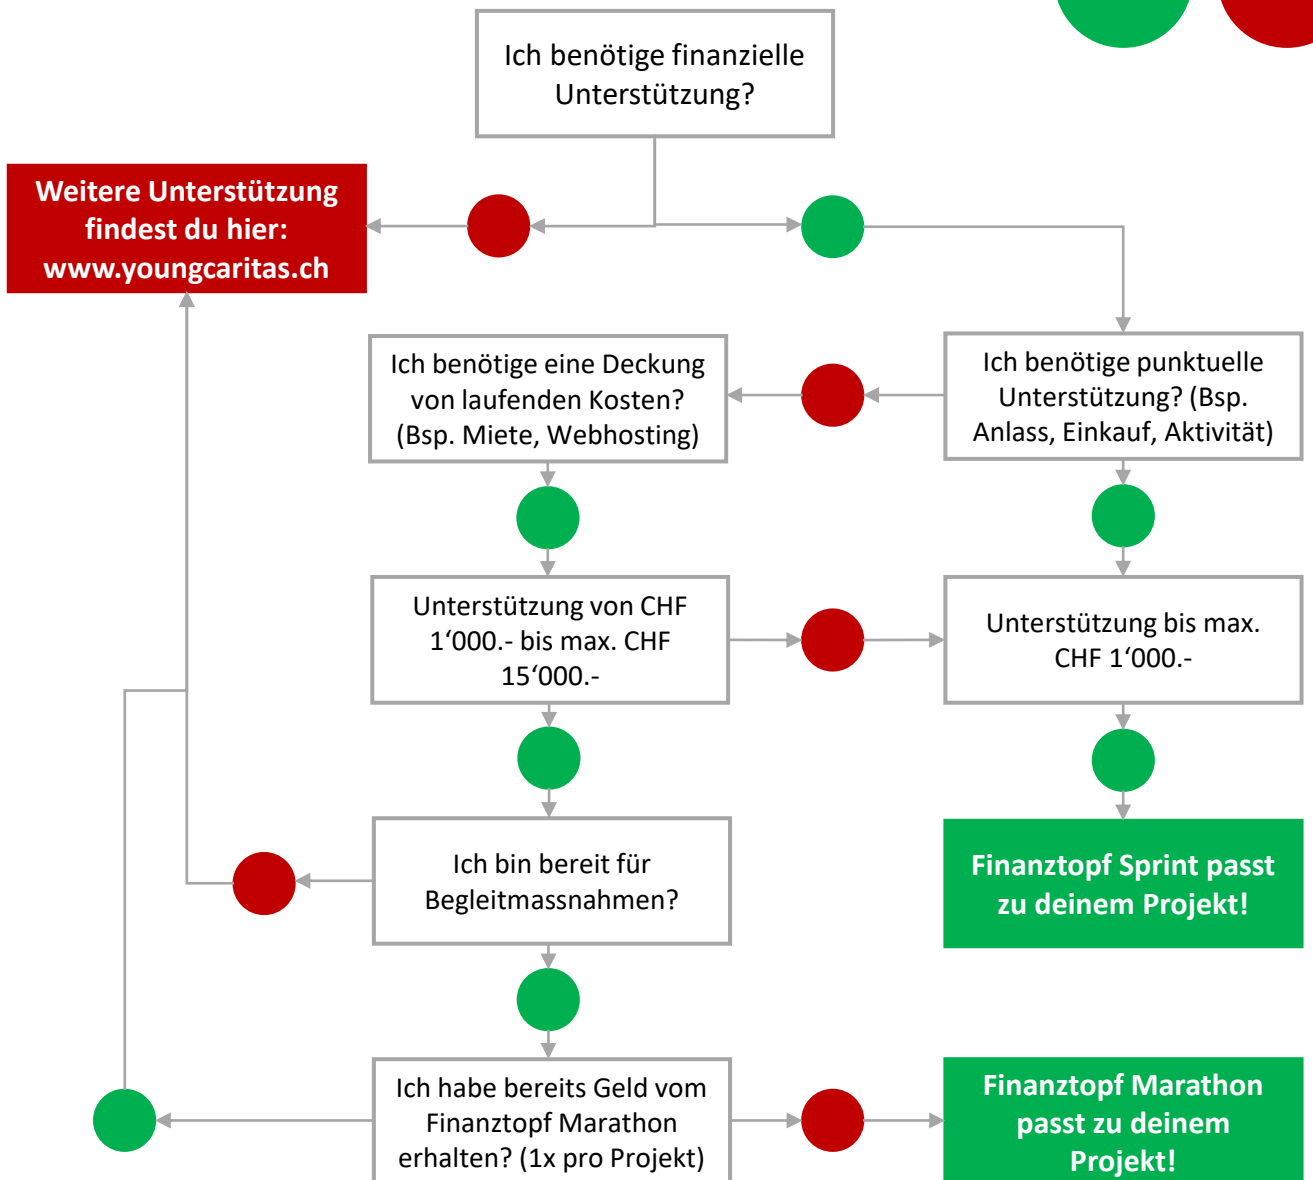 Ich benötige finanzielle
Unterstützung?
Weitere Unterstützung
findest du hier:
www.youngcaritas.ch
Ich benötige eine Deckung
von laufenden Kosten?
(Bsp. Miete, Webhosting)
Ich benötige punktuelle
Unterstützung? (Bsp.
Anlass, Einkauf, Aktivität)
Unterstützung von CHF
1‘000.- bis max. CHF
15‘000.-
Unterstützung bis max.
CHF 1‘000.-
Ich bin bereit für
Begleitmassnahmen?
Finanztopf Sprint passt
zu deinem Projekt!
Ich habe bereits Geld vom
Finanztopf Marathon
erhalten? (1x pro Projekt)
Finanztopf Marathon
passt zu deinem
Projekt!